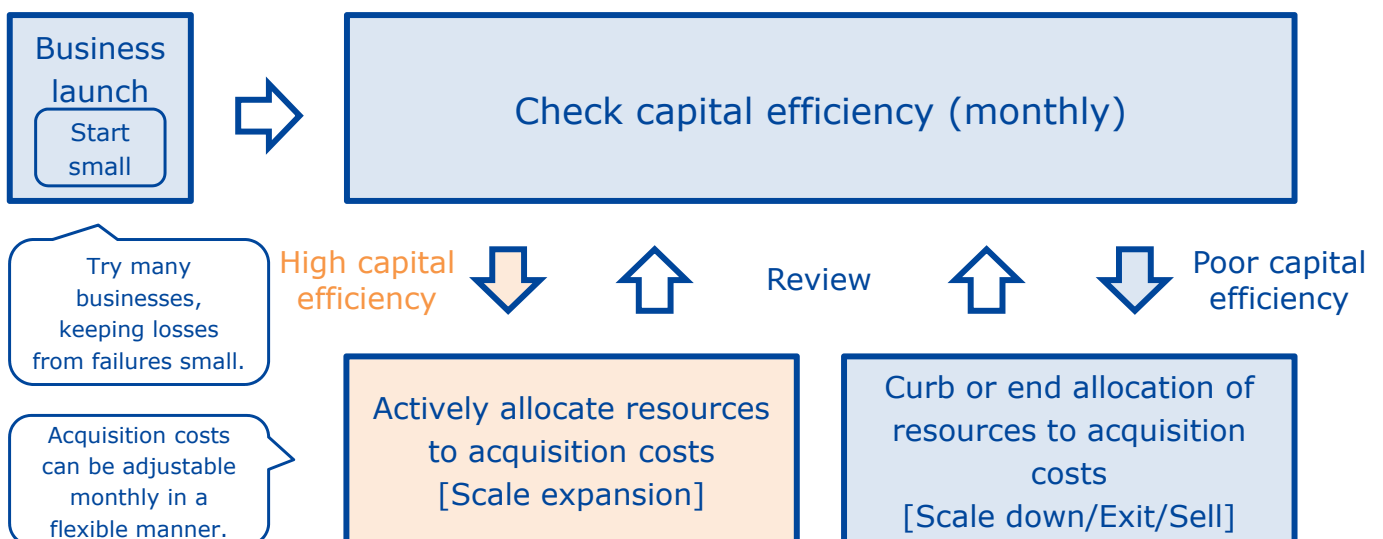 Business
launch
Start
small
Check capital efficiency (monthly)
Try many
businesses,
keeping losses
from failures small.
High capital
efficiency
Review
Poor capital
efficiency
Acquisition costs
can be adjustable
monthly in a
flexible manner.
Actively allocate resources
to acquisition costs
[Scale expansion]
Curb or end allocation of
resources to acquisition
costs
[Scale down/Exit/Sell]